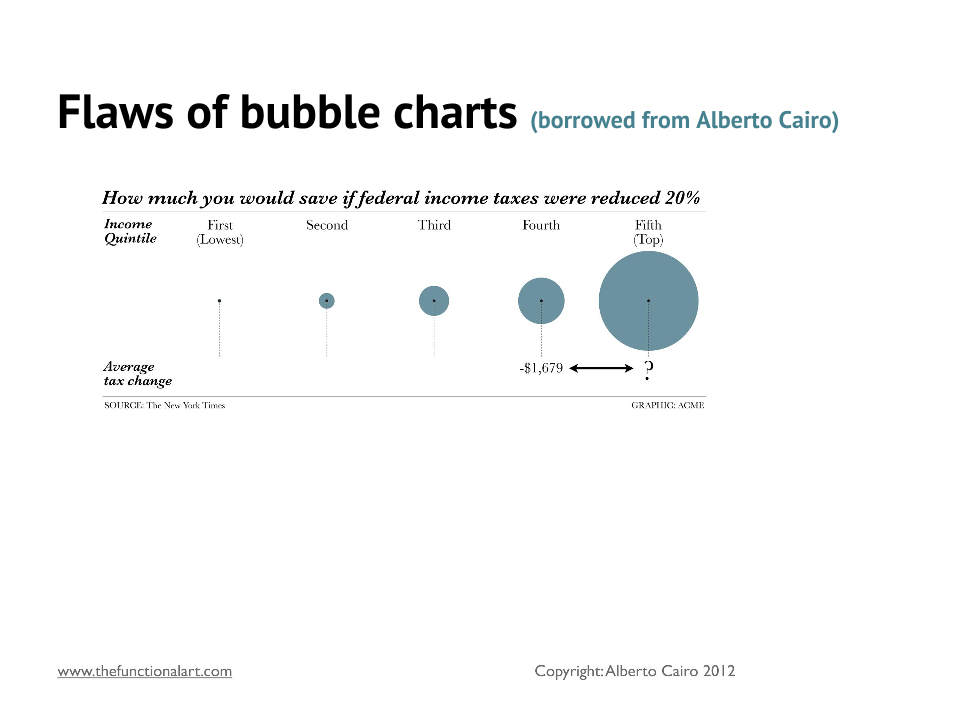 Flaws of bubble charts (borrowed from Alberto Cairo)
How much you would save if federal income taxes were reduced 20%
Income Quintile
First (Lowest)
Second
Third
Fourth
Fifth (Top)
Average tax change
-$1,679
?
SOURCE: The New York Times
GRAPHIC: ACME
www.thefunctionalart.com
Copyright: Alberto Cairo 2012